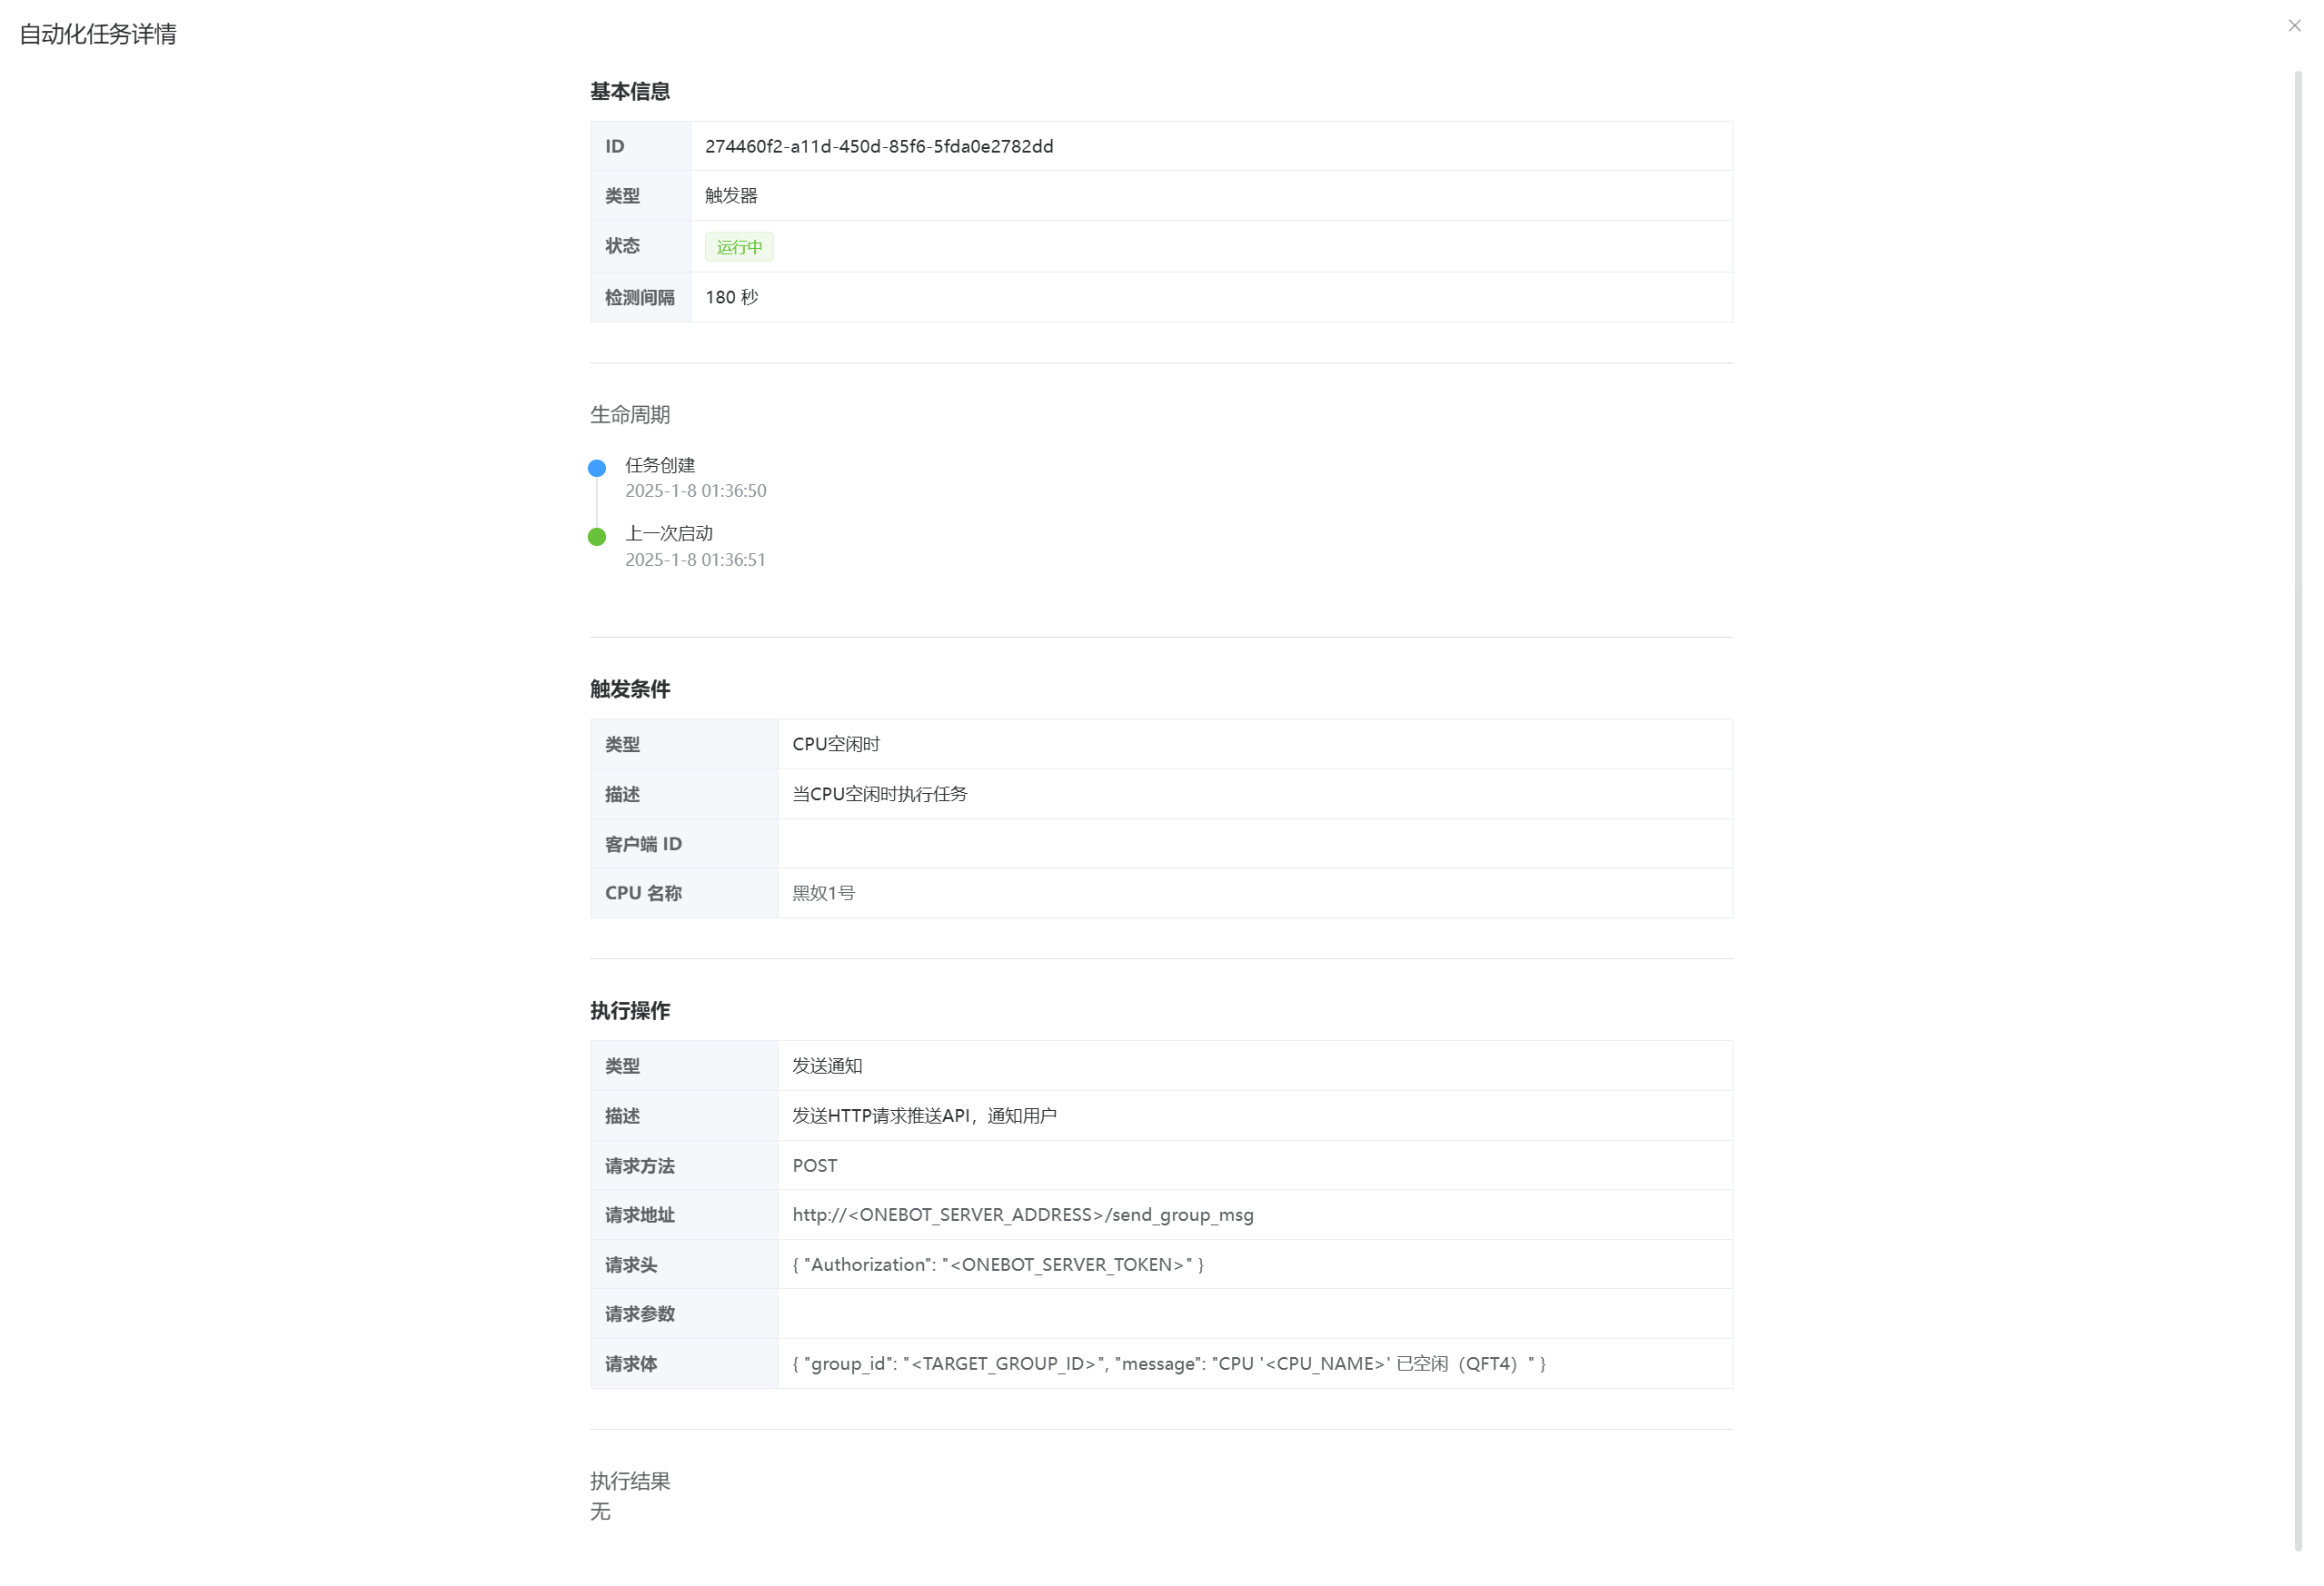 自动化任务详情
基本信息
ID 274460f2-a11d-450d-85f6-5fda0e2782dd
类型 触发器
状态 运行中
检测间隔 180 秒
生命周期
任务创建
2025-1-8 01:36:50
上一次启动
2025-1-8 01:36:51
触发条件
类型 CPU空闲时
描述 当CPU空闲时执行任务
客户端 ID
CPU 名称 黑奴1号
执行操作
类型 发送通知
描述 发送HTTP请求推送API，通知用户
请求方法 POST
请求地址 http://<ONEBOT_SERVER_ADDRESS>/send_group_msg
请求头 { "Authorization": "<ONEBOT_SERVER_TOKEN>" }
请求参数
请求体 { "group_id": "<TARGET_GROUP_ID>", "message": "CPU '<CPU_NAME>' 已空闲（QFT4）" }
执行结果
无